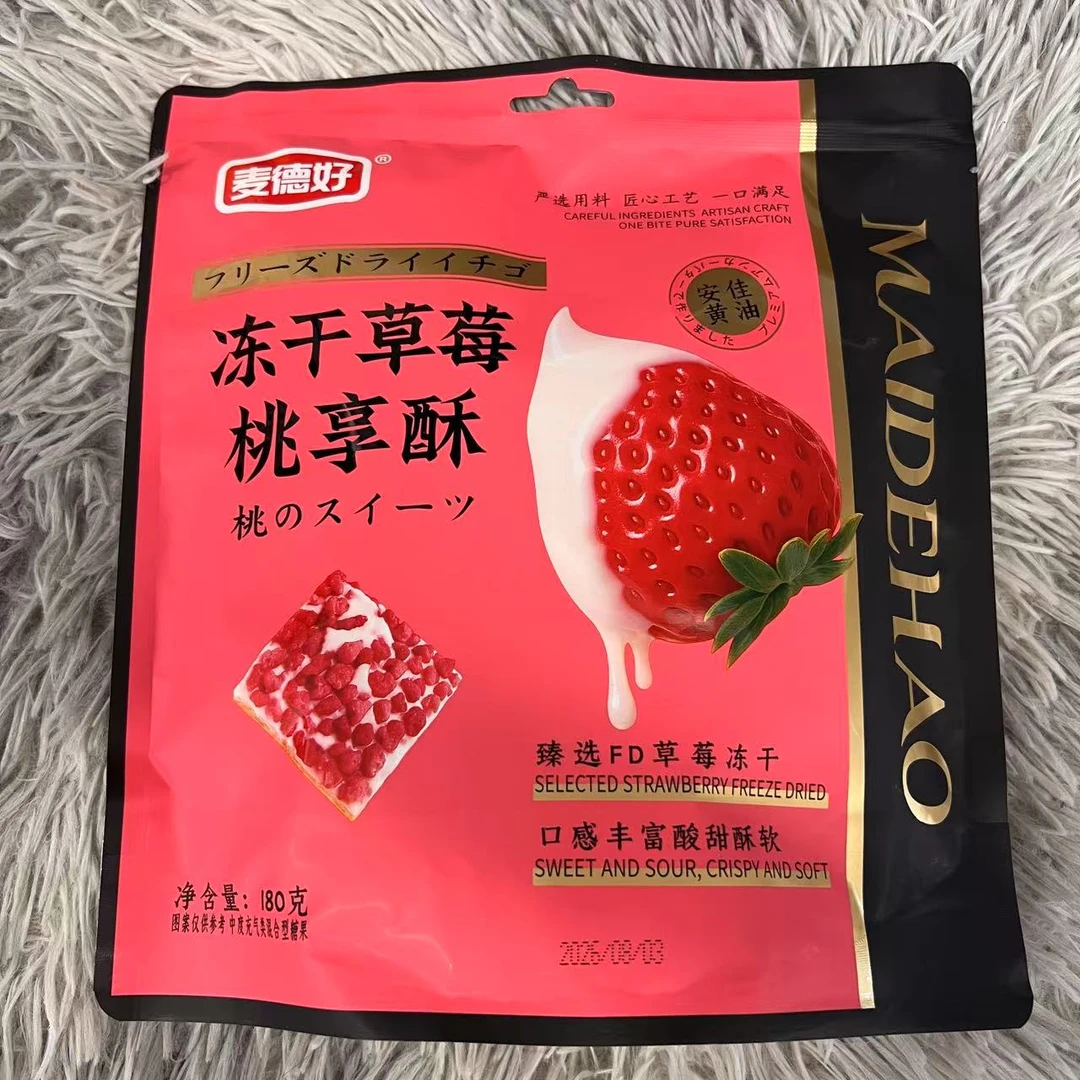 麦德好®
严选用料 匠心工艺 一口满足
CAREFUL INGREDIENTS ARTISAN CRAFT
ONE BITE PURE SATISFACTION
フリーズドライイチゴ
安佳
黄油
冻干草莓
桃享酥
桃のスイーツ
MAIDEHAO
臻选FD草莓冻干
SELECTED STRAWBERRY FREEZE DRIED
口感丰富酸甜酥软
SWEET AND SOUR, CRISPY AND SOFT
净含量：180克
图案仅供参考 中度充气类混合型糖果